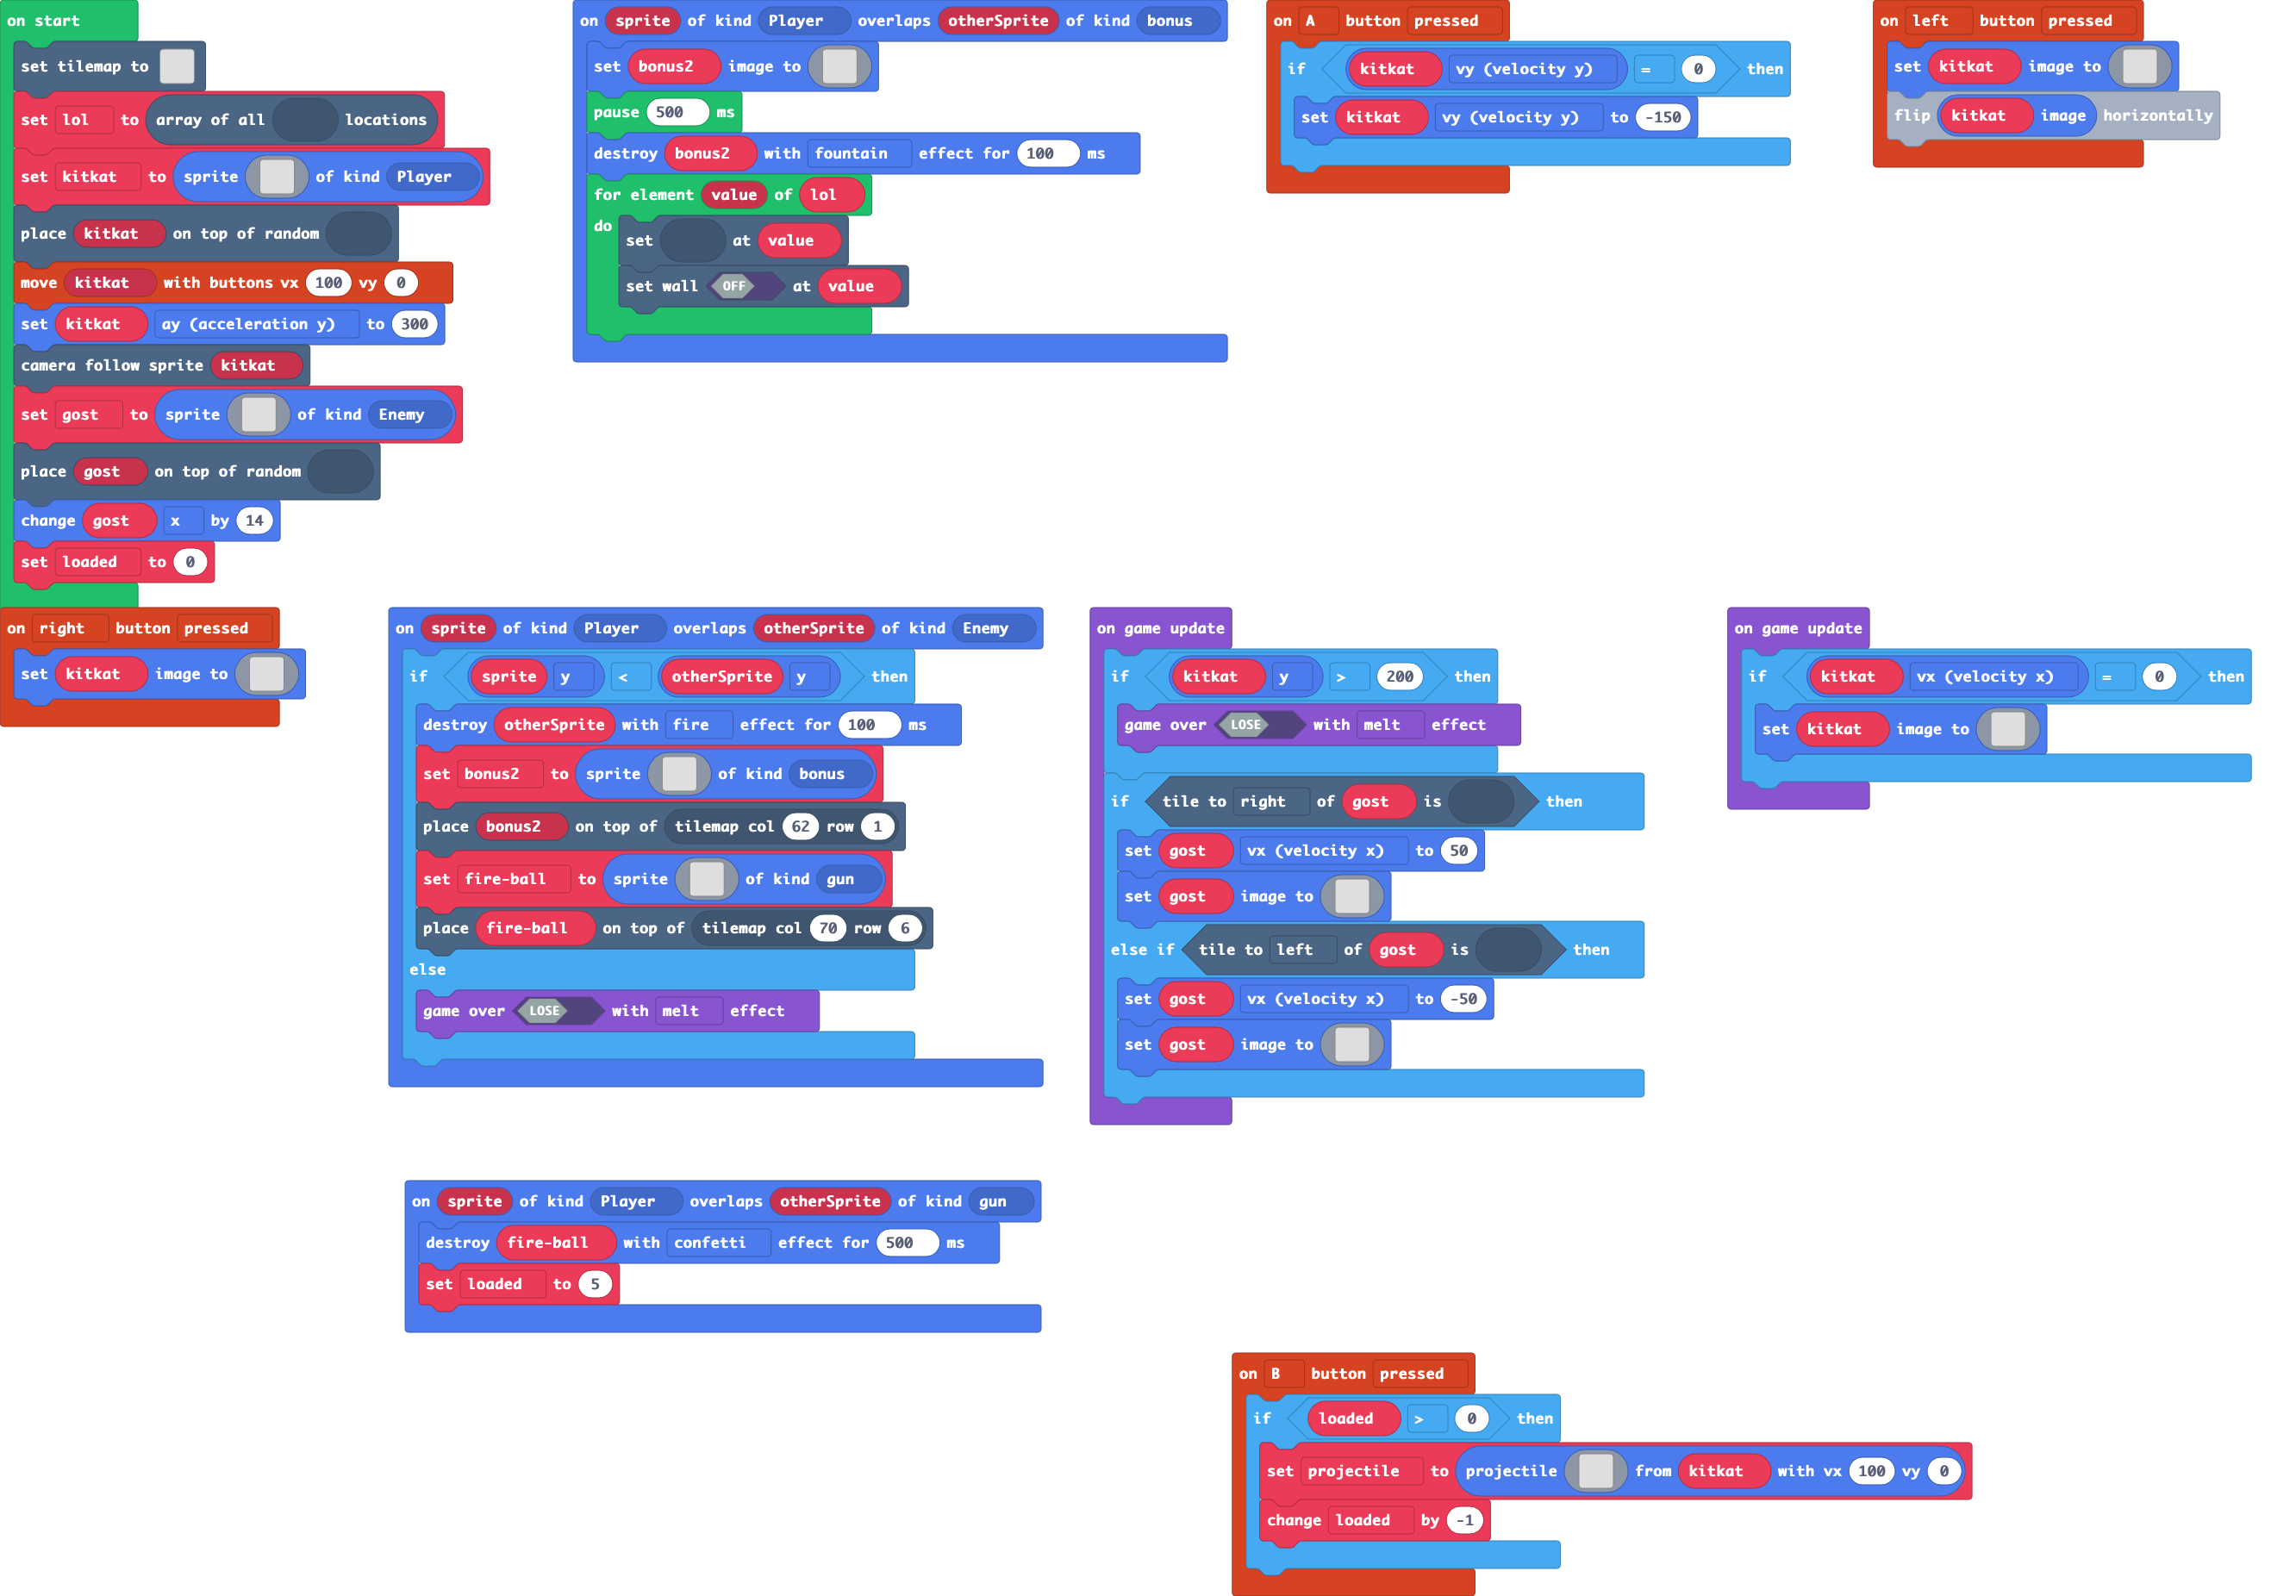 on start
set tilemap to
set lol to array of all locations
set kitkat to sprite of kind Player
place kitkat on top of random
move kitkat with buttons vx 100 vy 0
set kitkat ay (acceleration y) to 300
camera follow sprite kitkat
set gost to sprite of kind Enemy
place gost on top of random
change gost x by 14
set loaded to 0
on sprite of kind Player overlaps otherSprite of kind bonus
set bonus2 image to
pause 500 ms
destroy bonus2 with fountain effect for 100 ms
for element value of lol
do
set at value
set wall OFF at value
on A button pressed
if kitkat vy (velocity y) = 0 then
set kitkat vy (velocity y) to -150
on left button pressed
set kitkat image to
flip kitkat image horizontally
on right button pressed
set kitkat image to
on sprite of kind Player overlaps otherSprite of kind Enemy
if sprite y < otherSprite y then
destroy otherSprite with fire effect for 100 ms
set bonus2 to sprite of kind bonus
place bonus2 on top of tilemap col 62 row 1
set fire-ball to sprite of kind gun
place fire-ball on top of tilemap col 70 row 6
else
game over LOSE with melt effect
on game update
if kitkat y > 200 then
game over LOSE with melt effect
if tile to right of gost is then
set gost vx (velocity x) to 50
set gost image to
else if tile to left of gost is then
set gost vx (velocity x) to -50
set gost image to
on game update
if kitkat vx (velocity x) = 0 then
set kitkat image to
on sprite of kind Player overlaps otherSprite of kind gun
destroy fire-ball with confetti effect for 500 ms
set loaded to 5
on B button pressed
if loaded > 0 then
set projectile to projectile from kitkat with vx 100 vy 0
change loaded by -1